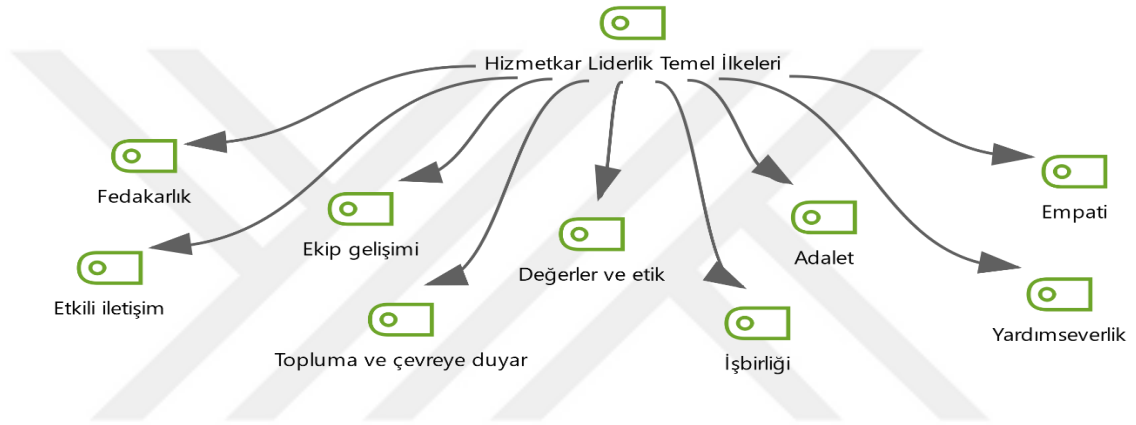 Hizmetkar Liderlik Temel İlkeleri
Fedakarlık
Empati
Ekip gelişimi
Adalet
Değerler ve etik
Etkili iletişim
Yardımseverlik
Topluma ve çevreye duyar
İşbirliği